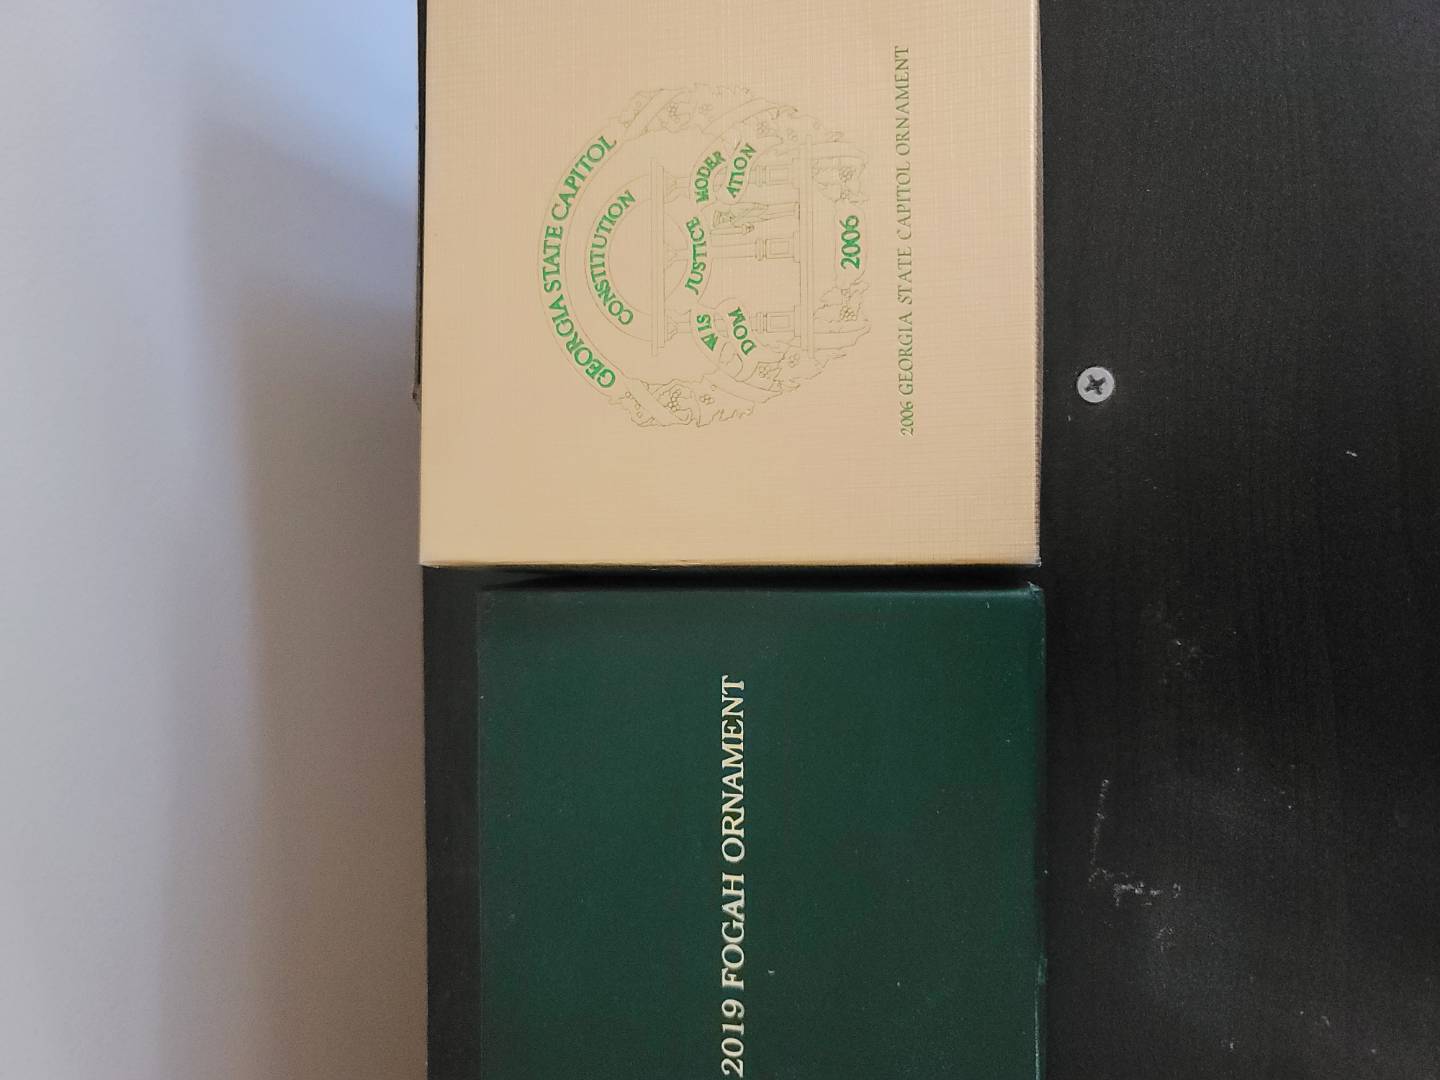 GEORGIA STATE CAPITOL
CONSTITUTION
WIS
DOM
JUSTICE
MODER
ATION
2006
2006 GEORGIA STATE CAPITOL ORNAMENT
2019 FOGAH ORNAMENT